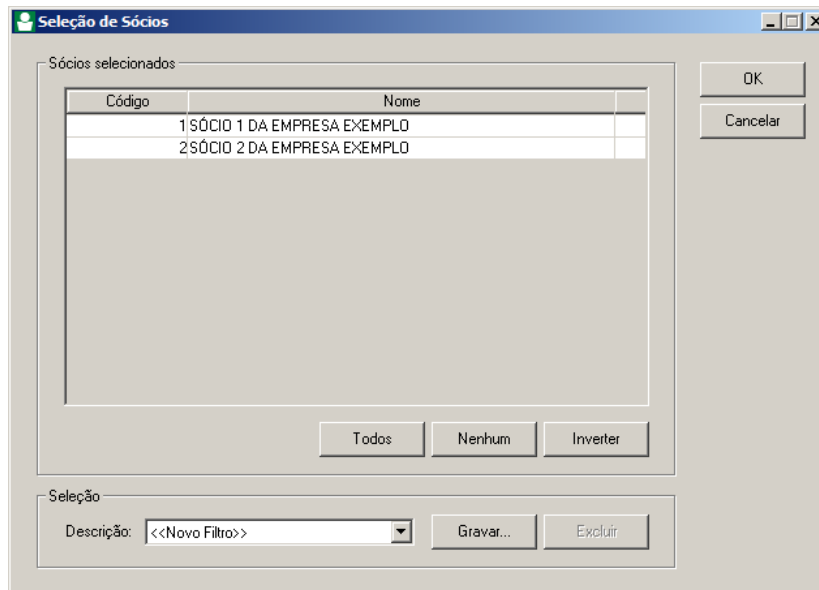 Seleção de Sócios
Sócios selecionados
OK
Código Nome
Cancelar
1 SÓCIO 1 DA EMPRESA EXEMPLO
2 SÓCIO 2 DA EMPRESA EXEMPLO
Todos Nenhum Inverter
Seleção
Descrição: <<Novo Filtro>> Gravar... Excluir